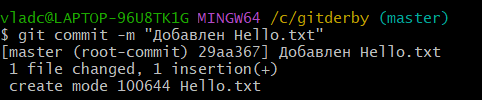 vladc@LAPTOP-96U8TK1G MINGW64 /c/gitderby (master)
$ git commit -m "Добавлен Hello.txt"
[master (root-commit) 29aa367] Добавлен Hello.txt
 1 file changed, 1 insertion(+)
 create mode 100644 Hello.txt